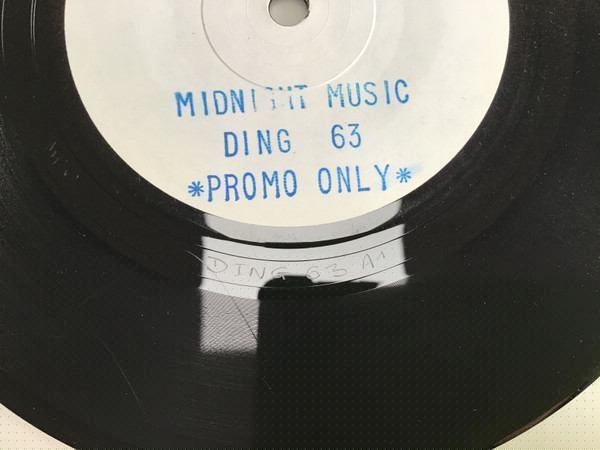 MIDNIGHT MUSIC
DING 63
*PROMO ONLY*
DING 63 A1